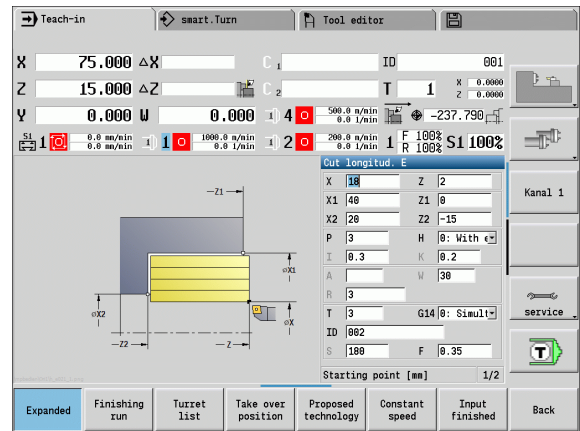 Teach-in smart.Turn Tool editor
X 75.000 △X C 1 ID 001
Z 15.000 △Z C 2 T 1 X 0.0000
Z 0.0000
Y 0.000 U 0.000 4 500.0 m/min
0.0 1/min -237.790
S1 1 0.0 mm/min
0.0 mm/min 1 1000.0 m/min
0.0 1/min 2 200.0 m/min
0.0 1/min 1 F 100%
R 100% S1 100%
Cut longitud. E
X 18 Z 2
X1 40 Z1 0
X2 20 Z2 -15
P 3 H 0: With
I 0.3 K 0.2
A W 30
R 3
T 3 G14 0: Simult
ID 002
S 180 F 0.35
Starting point [mm] 1/2
Z1
øX1
øX2
øX
Z2
Z
Kanal 1
service
T
Expanded
Finishing run
Turret list
Take over position
Proposed technology
Constant speed
Input finished
Back